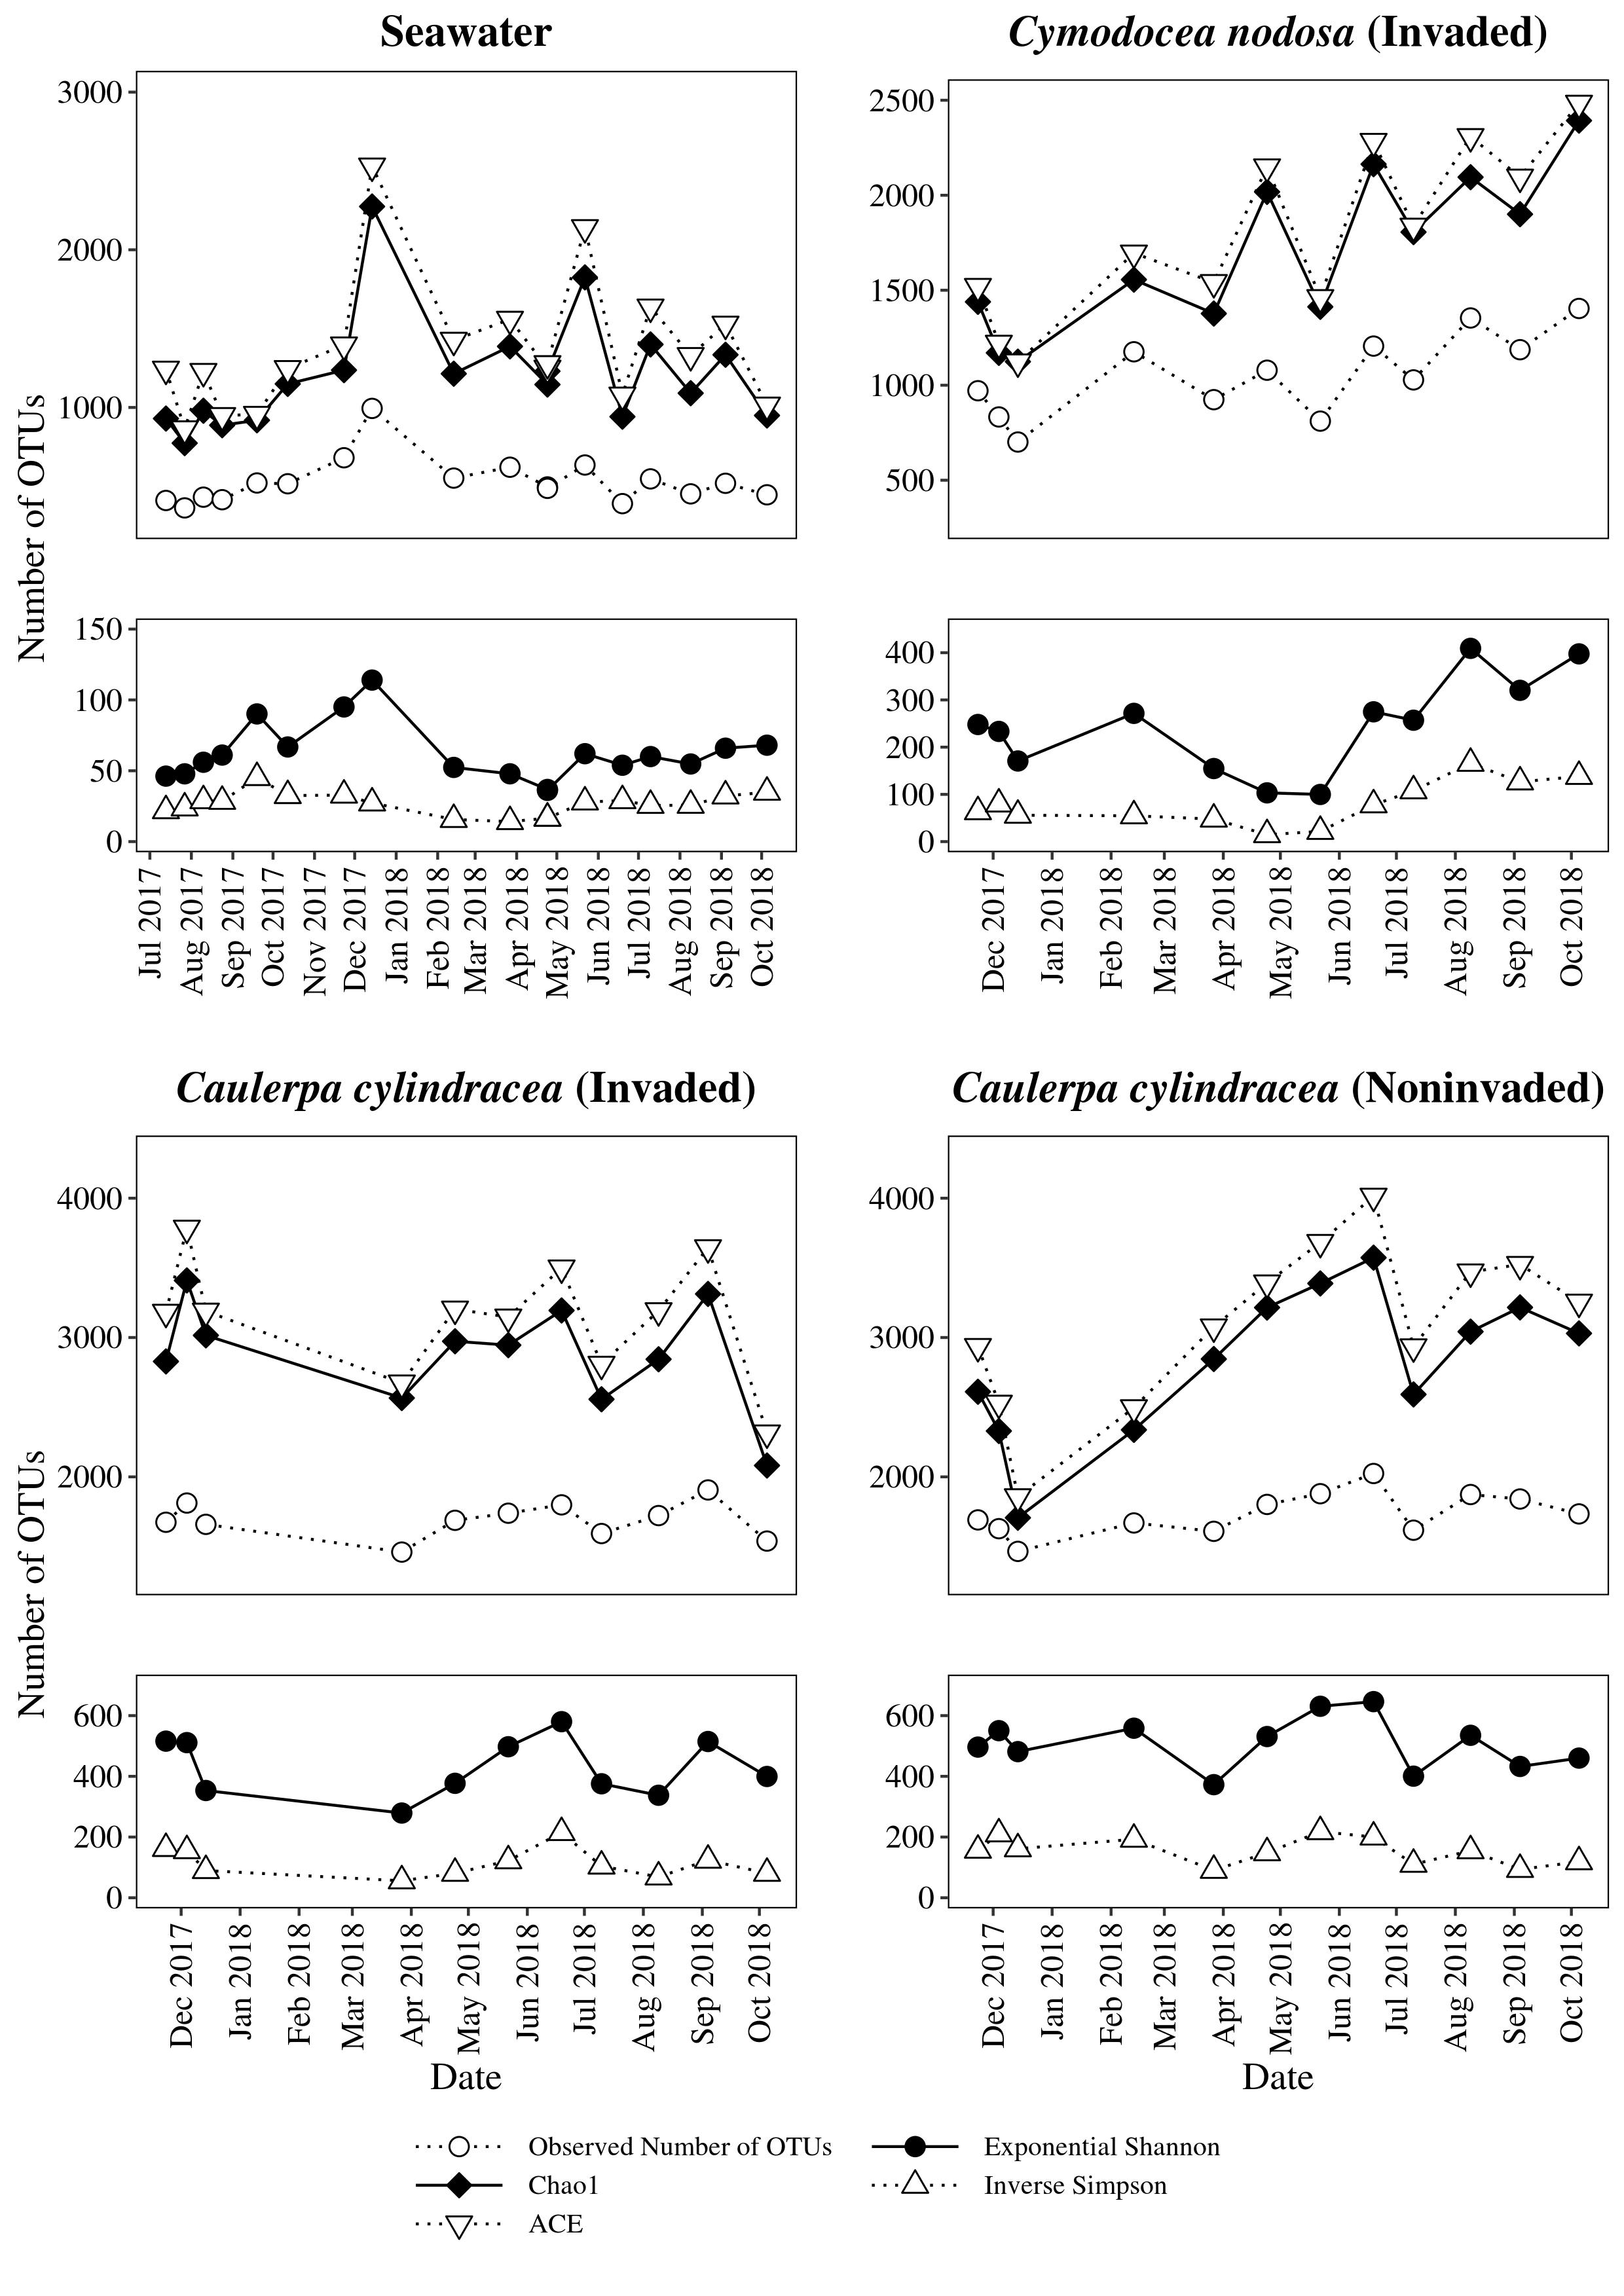 Seawater
Cymodocea nodosa (Invaded)
Number of OTUs
3000
2000
1000
2500
2000
1500
1000
500
150
100
50
0
400
300
200
100
0
Jul 2017
Aug 2017
Sep 2017
Oct 2017
Nov 2017
Dec 2017
Jan 2018
Feb 2018
Mar 2018
Apr 2018
May 2018
Jun 2018
Jul 2018
Aug 2018
Sep 2018
Oct 2018
Dec 2017
Jan 2018
Feb 2018
Mar 2018
Apr 2018
May 2018
Jun 2018
Jul 2018
Aug 2018
Sep 2018
Oct 2018
Caulerpa cylindracea (Invaded)
Caulerpa cylindracea (Noninvaded)
Number of OTUs
4000
3000
2000
4000
3000
2000
600
400
200
0
600
400
200
0
Dec 2017
Jan 2018
Feb 2018
Mar 2018
Apr 2018
May 2018
Jun 2018
Jul 2018
Aug 2018
Sep 2018
Oct 2018
Dec 2017
Jan 2018
Feb 2018
Mar 2018
Apr 2018
May 2018
Jun 2018
Jul 2018
Aug 2018
Sep 2018
Oct 2018
Date
Date
Observed Number of OTUs
Chao1
ACE
Exponential Shannon
Inverse Simpson